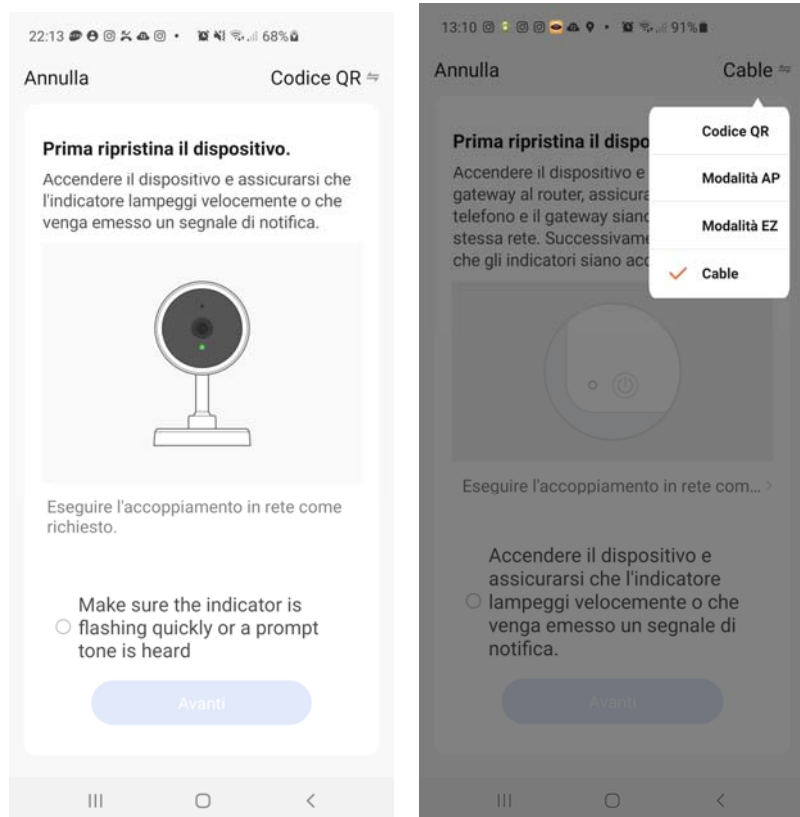 22:13
68%
Annulla
Codice QR
Prima ripristina il dispositivo.
Accendere il dispositivo e assicurarsi che
l'indicatore lampeggi velocemente o che
venga emesso un segnale di notifica.
Eseguire l'accoppiamento in rete come
richiesto.
Make sure the indicator is
flashing quickly or a prompt
tone is heard
Avanti
13:10
91%
Annulla
Cable
Codice QR
Modalità AP
Modalità EZ
Cable
Prima ripristina il dispo
Accendere il dispositivo e
gateway al router, assicura
telefono e il gateway siano
stessa rete. Successivame
che gli indicatori siano acc
Eseguire l'accoppiamento in rete com...
Accendere il dispositivo e
assicurarsi che l'indicatore
lampeggi velocemente o che
venga emesso un segnale di
notifica.
Avanti